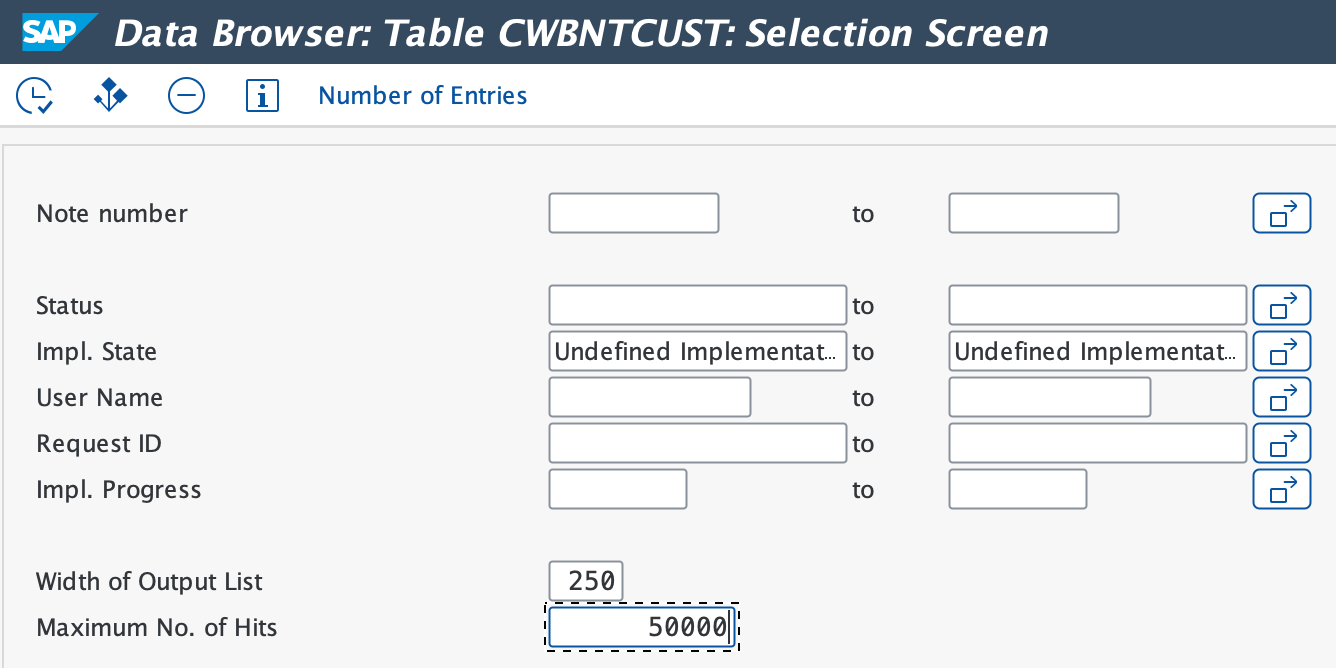 SAP Data Browser: Table CWBNTCUST: Selection Screen
i Number of Entries
Note number to
Status to
Impl. State Undefined Implementat... to Undefined Implementat...
User Name to
Request ID to
Impl. Progress to
Width of Output List 250
Maximum No. of Hits 50000